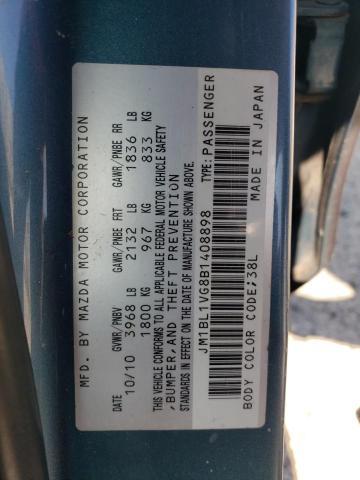 MFD. BY MAZDA MOTOR CORPORATION
DATE GVWR/PNBV GAWR/PNBE FRT GAWR/PNBE RR
10/10 3968 LB 2132 LB 1836 LB
1800 KG 967 KG 833 KG
THIS VEHICLE CONFORMS TO ALL APPLICABLE FEDERAL MOTOR VEHICLE SAFETY
, BUMPER, AND THEFT PREVENTION
STANDARDS IN EFFECT ON THE DATE OF MANUFACTURE SHOWN ABOVE.
JM1BL1VG8B1408898 TYPE: PASSENGER
BODY COLOR CODE;38L MADE IN JAPAN